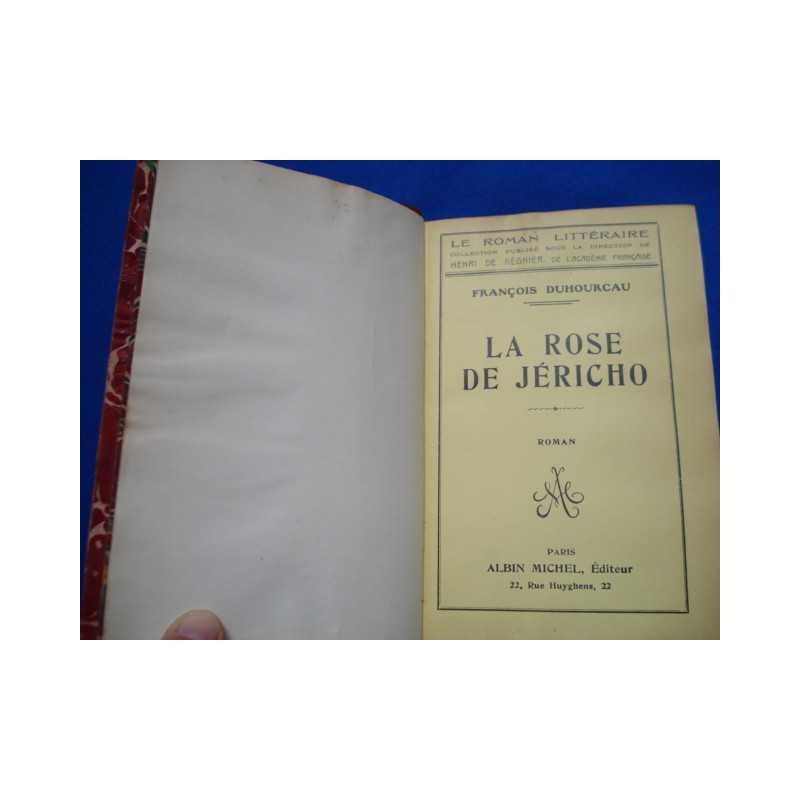 LE ROMAN LITTÉRAIRE
COLLECTION PUBLIÉE SOUS LA DIRECTION DE
HENRI DE RÉGNIER, DE L'ACADÉMIE FRANÇAISE
FRANÇOIS DUHOURCAU
LA ROSE
DE JÉRICHO
ROMAN
AM
PARIS
ALBIN MICHEL, Éditeur
22, Rue Huyghens, 22